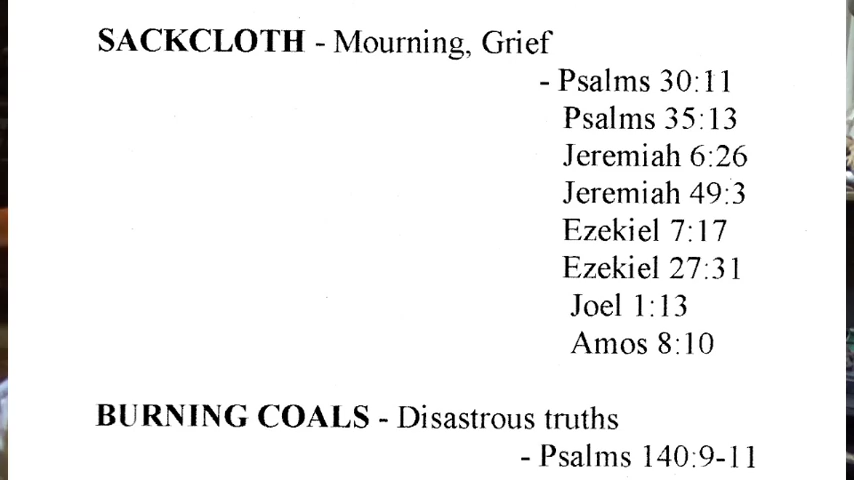 SACKCLOTH - Mourning, Grief
- Psalms 30:11
Psalms 35:13
Jeremiah 6:26
Jeremiah 49:3
Ezekiel 7:17
Ezekiel 27:31
Joel 1:13
Amos 8:10
BURNING COALS - Disastrous truths
- Psalms 140:9-11